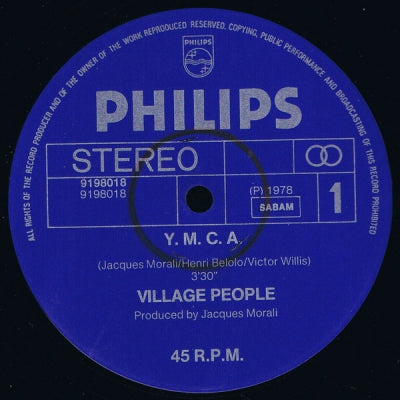 ALL RIGHTS OF THE RECORD PRODUCER AND OF THE OWNER OF THE WORK REPRODUCED RESERVED. COPYING, PUBLIC PERFORMANCE AND BROADCASTING OF THIS RECORD PROHIBITED
PHILIPS
PHILIPS
STEREO
9198018
9198018
(P) 1978
SABAM
1
Y. M. C. A.
(Jacques Morali/Henri Belolo/Victor Willis)
3'30"
VILLAGE PEOPLE
Produced by Jacques Morali
45 R.P.M.